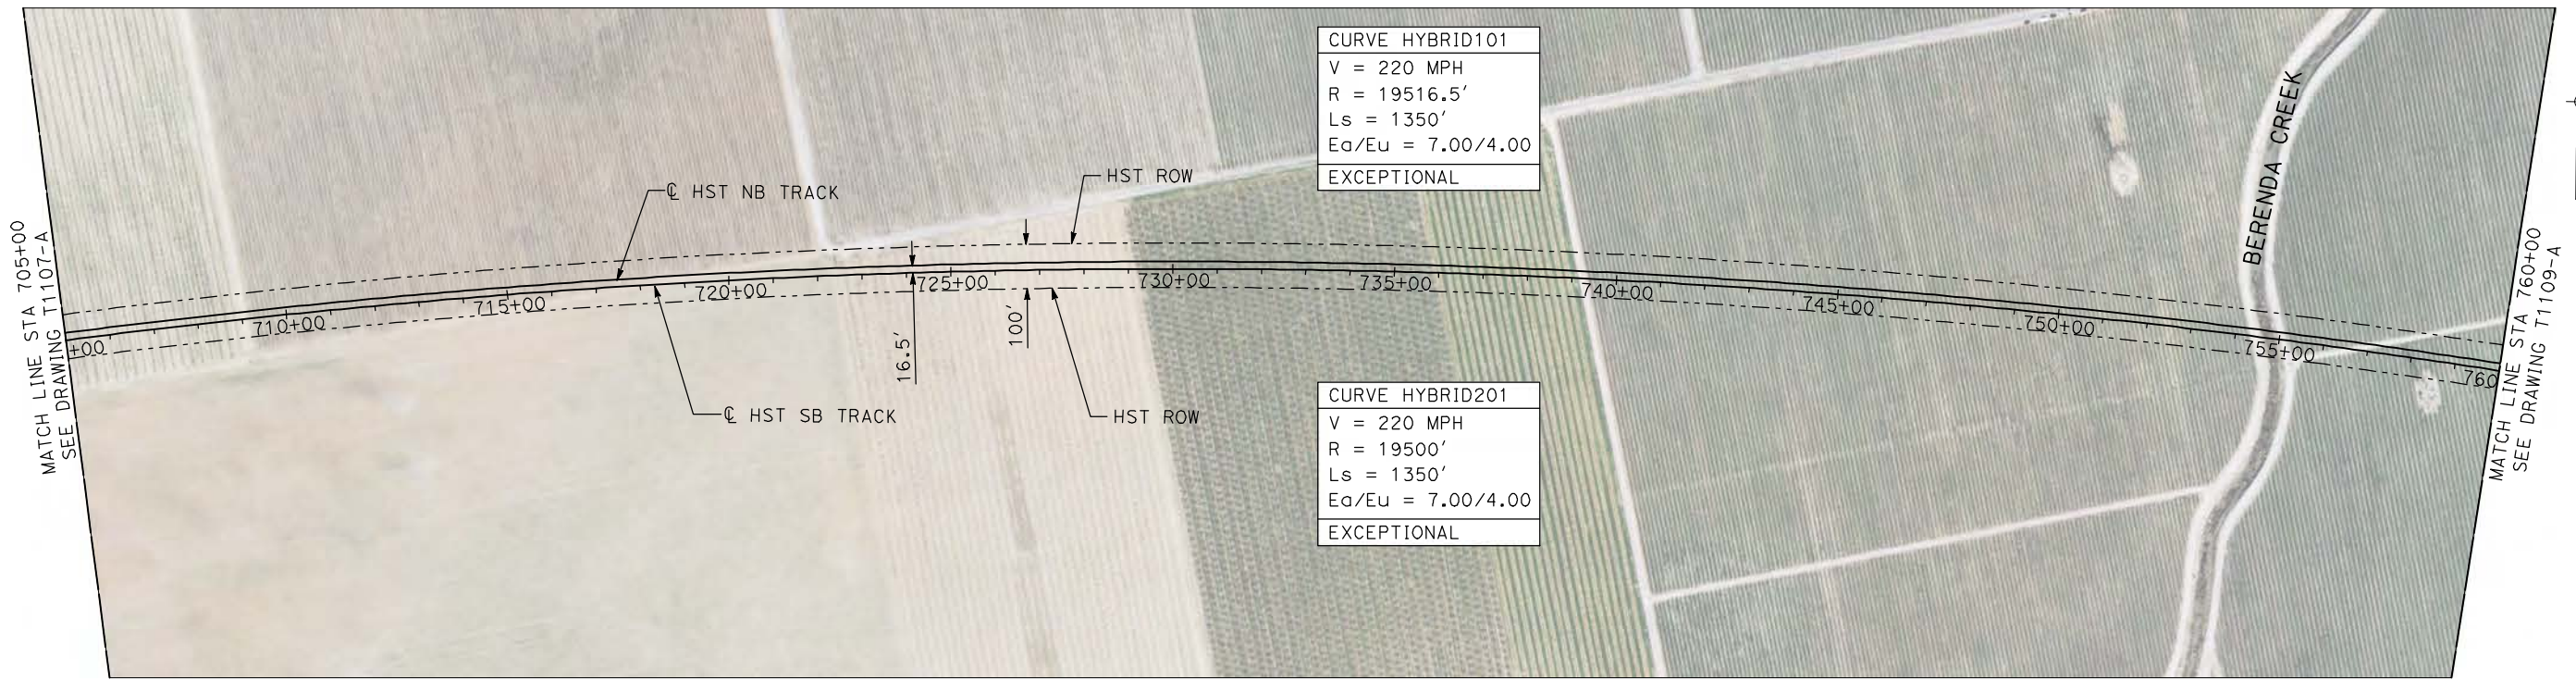 MATCH LINE STA 705+00
SEE DRAWING T1107-A
CURVE HYBRID101
V = 220 MPH
R = 19516.5'
Ls = 1350'
Ea/Eu = 7.00/4.00
EXCEPTIONAL
BERENDA CREEK
℄ HST NB TRACK
HST ROW
+00
710+00
715+00
720+00
725+00
730+00
735+00
740+00
745+00
750+00
755+00
760
16.5'
100'
℄ HST SB TRACK
HST ROW
CURVE HYBRID201
V = 220 MPH
R = 19500'
Ls = 1350'
Ea/Eu = 7.00/4.00
EXCEPTIONAL
MATCH LINE STA 760+00
SEE DRAWING T1109-A